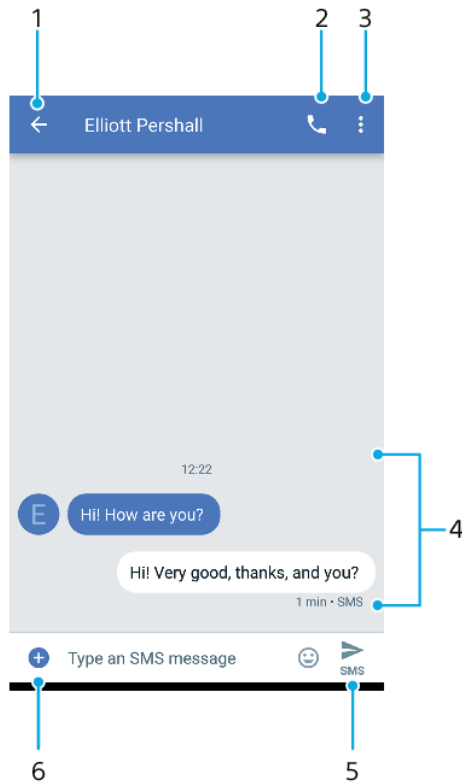 1
2
3
Elliott Pershall
12:22
E
Hi! How are you?
Hi! Very good, thanks, and you?
1 min • SMS
4
Type an SMS message
SMS
6
5